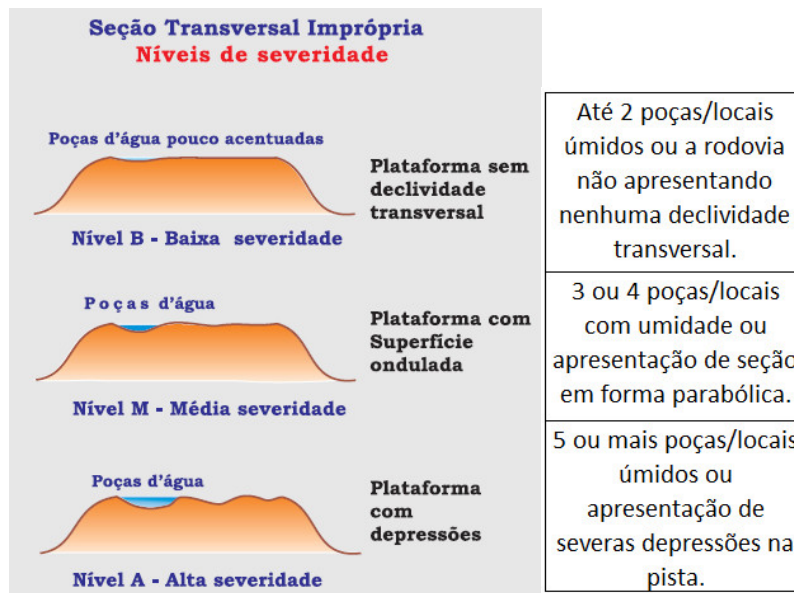 Seção Transversal Imprópria
Níveis de severidade
Poças d'água pouco acentuadas
Plataforma sem
declividade
transversal
Nível B - Baixa severidade
Até 2 poças/locais
úmidos ou a rodovia
não apresentando
nenhuma declividade
transversal.
Poças d'água
Plataforma com
Superfície
ondulada
Nível M - Média severidade
3 ou 4 poças/locais
com umidade ou
apresentação de seção
em forma parabólica.
Poças d'água
Plataforma
com
depressões
Nível A - Alta severidade
5 ou mais poças/locais
úmidos ou
apresentação de
severas depressões na
pista.